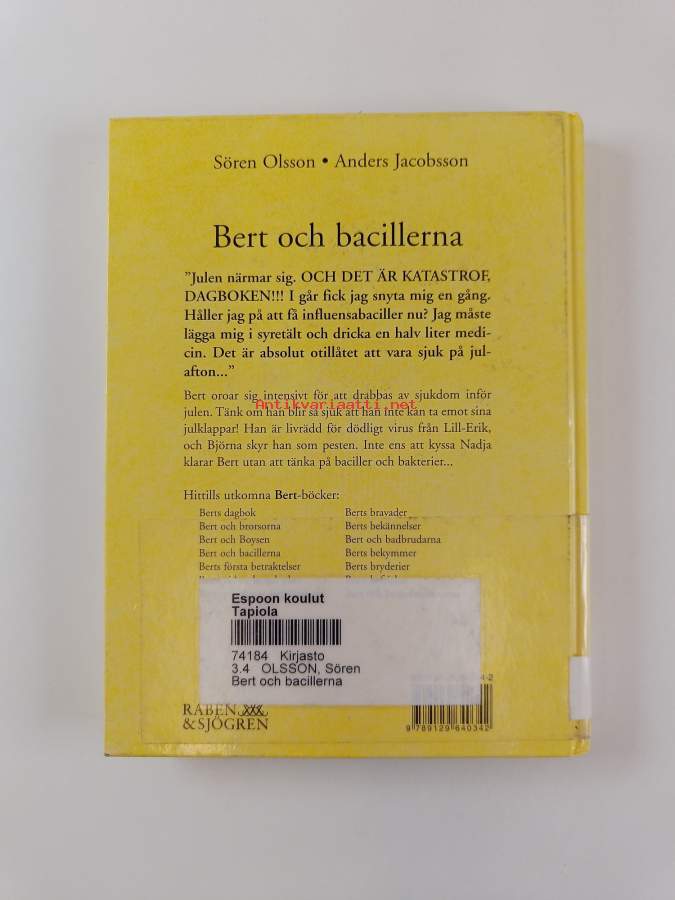 Sören Olsson • Anders Jacobsson
Bert och bacillerna
”Julen närmar sig. OCH DET ÄR KATASTROF,
DAGBOKEN!!! I går fick jag snyta mig en gång.
Håller jag på att få influensabaciller nu? Jag måste
lägga mig i syretält och dricka en halv liter medi-
cin. Det är absolut otillåtet att vara sjuk på jul-
afton...”
Bert oroar sig intensivt för att drabbas av sjukdom inför
julen. Tänk om han blir så sjuk att han inte kan ta emot sina
Antikvariaatti.net
julklappar! Han är livrädd för dödligt virus från Lill-Erik,
och Björna skyr han som pesten. Inte ens att kyssa Nadja
klarar Bert utan att tänka på baciller och bakterier...
Hittills utkomna Bert-böcker:
Berts dagbok
Bert och brorsorna
Bert och Boysen
Bert och bacillerna
Berts första betraktelser
Berts bravader
Berts bekännelser
Bert och badbrudarna
Berts bekymmer
Berts bryderier
Espoon koulut
Tapiola
74184 Kirjasto
3.4 OLSSON, Sören
Bert och bacillerna
RABÉN
& SJÖGREN
4-2
9 789129 640342